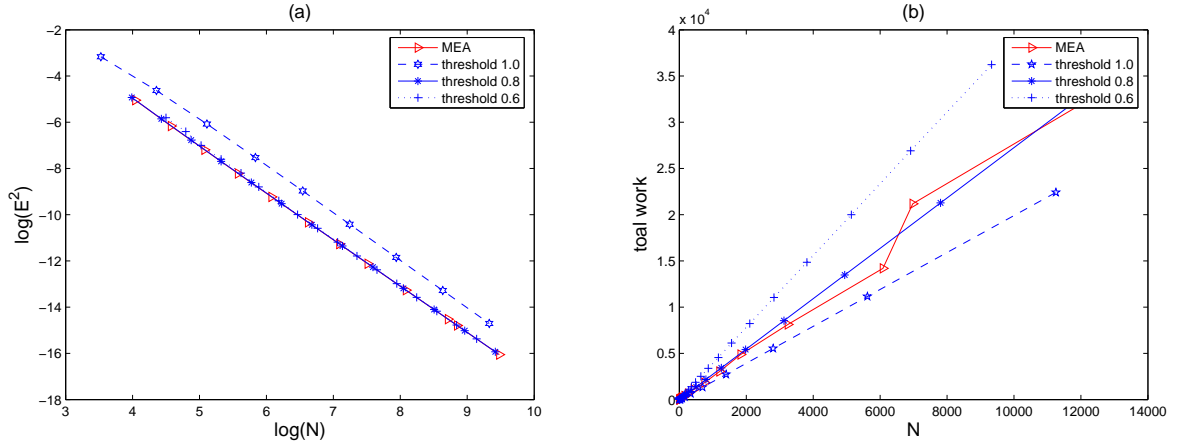 (a)
log(E²)
−2
−4
−6
−8
−10
−12
−14
−16
−18
3 4 5 6 7 8 9 10
log(N)
MEA
threshold 1.0
threshold 0.8
threshold 0.6
(b)
x 10⁴
toal work
4
3.5
3
2.5
2
1.5
1
0.5
0
0 2000 4000 6000 8000 10000 12000 14000
N
MEA
threshold 1.0
threshold 0.8
threshold 0.6